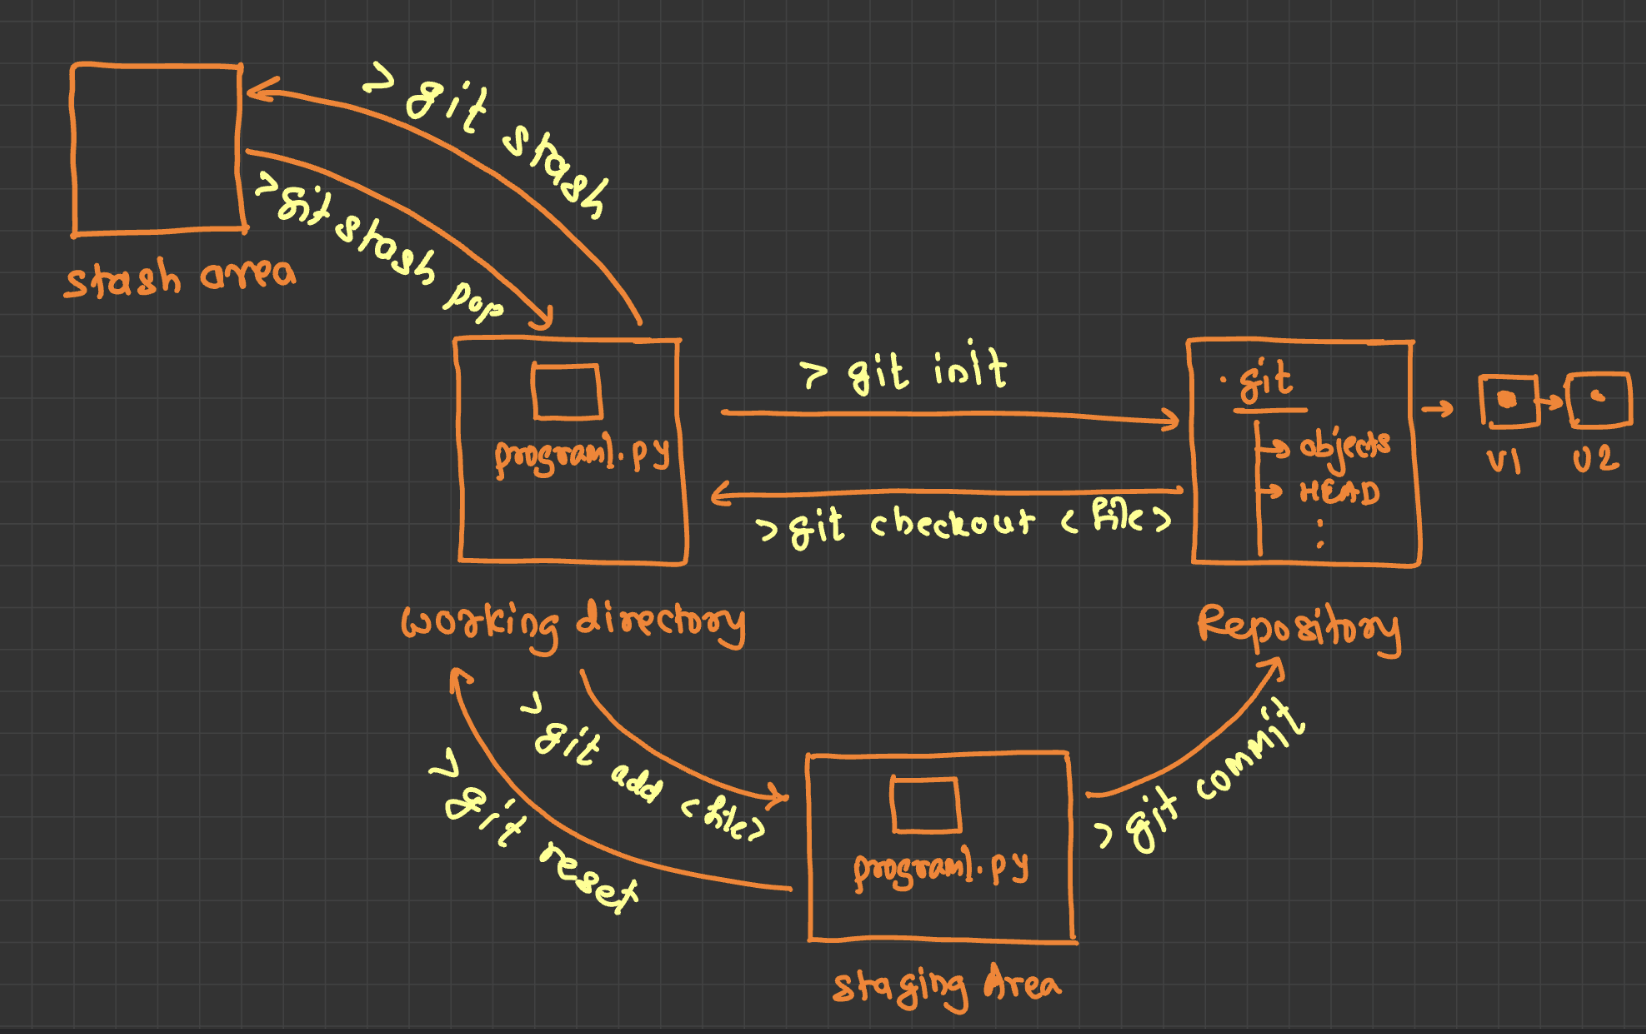 > git stash
> git stash pop
stash area
> git init
.git
objects
HEAD
:
program1.py
v1
v2
> git checkout <file>
working directory
Repository
> git add <file>
> git reset
> git commit
program1.py
staging Area